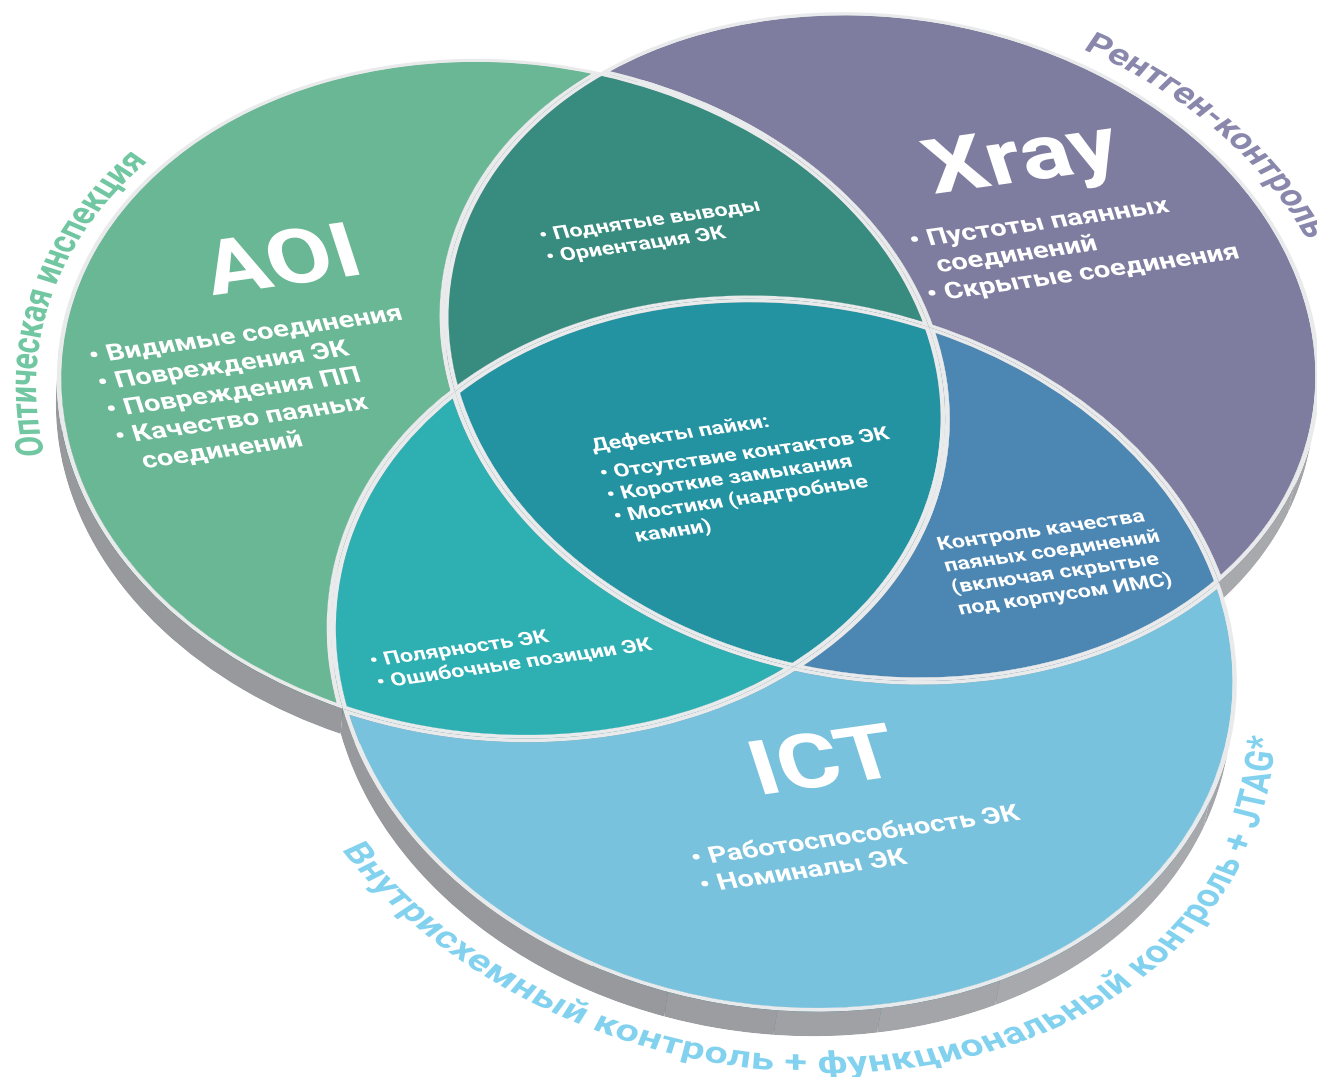 Оптическая инспекция
AOI
• Видимые соединения
• Повреждения ЭК
• Повреждения ПП
• Качество паяных
соединений
• Поднятые выводы
• Ориентация ЭК
Рентген-контроль
Xray
• Пустоты паянных
соединений
• Скрытые соединения
Дефекты пайки:
• Отсутствие контактов ЭК
• Короткие замыкания
• Мостики (надгробные
камни)
Контроль качества
паяных соединений
(включая скрытые
под корпусом ИМС)
• Полярность ЭК
• Ошибочные позиции ЭК
ICT
• Работоспособность ЭК
• Номиналы ЭК
Внутрисхемный контроль + функциональный контроль + JTAG*